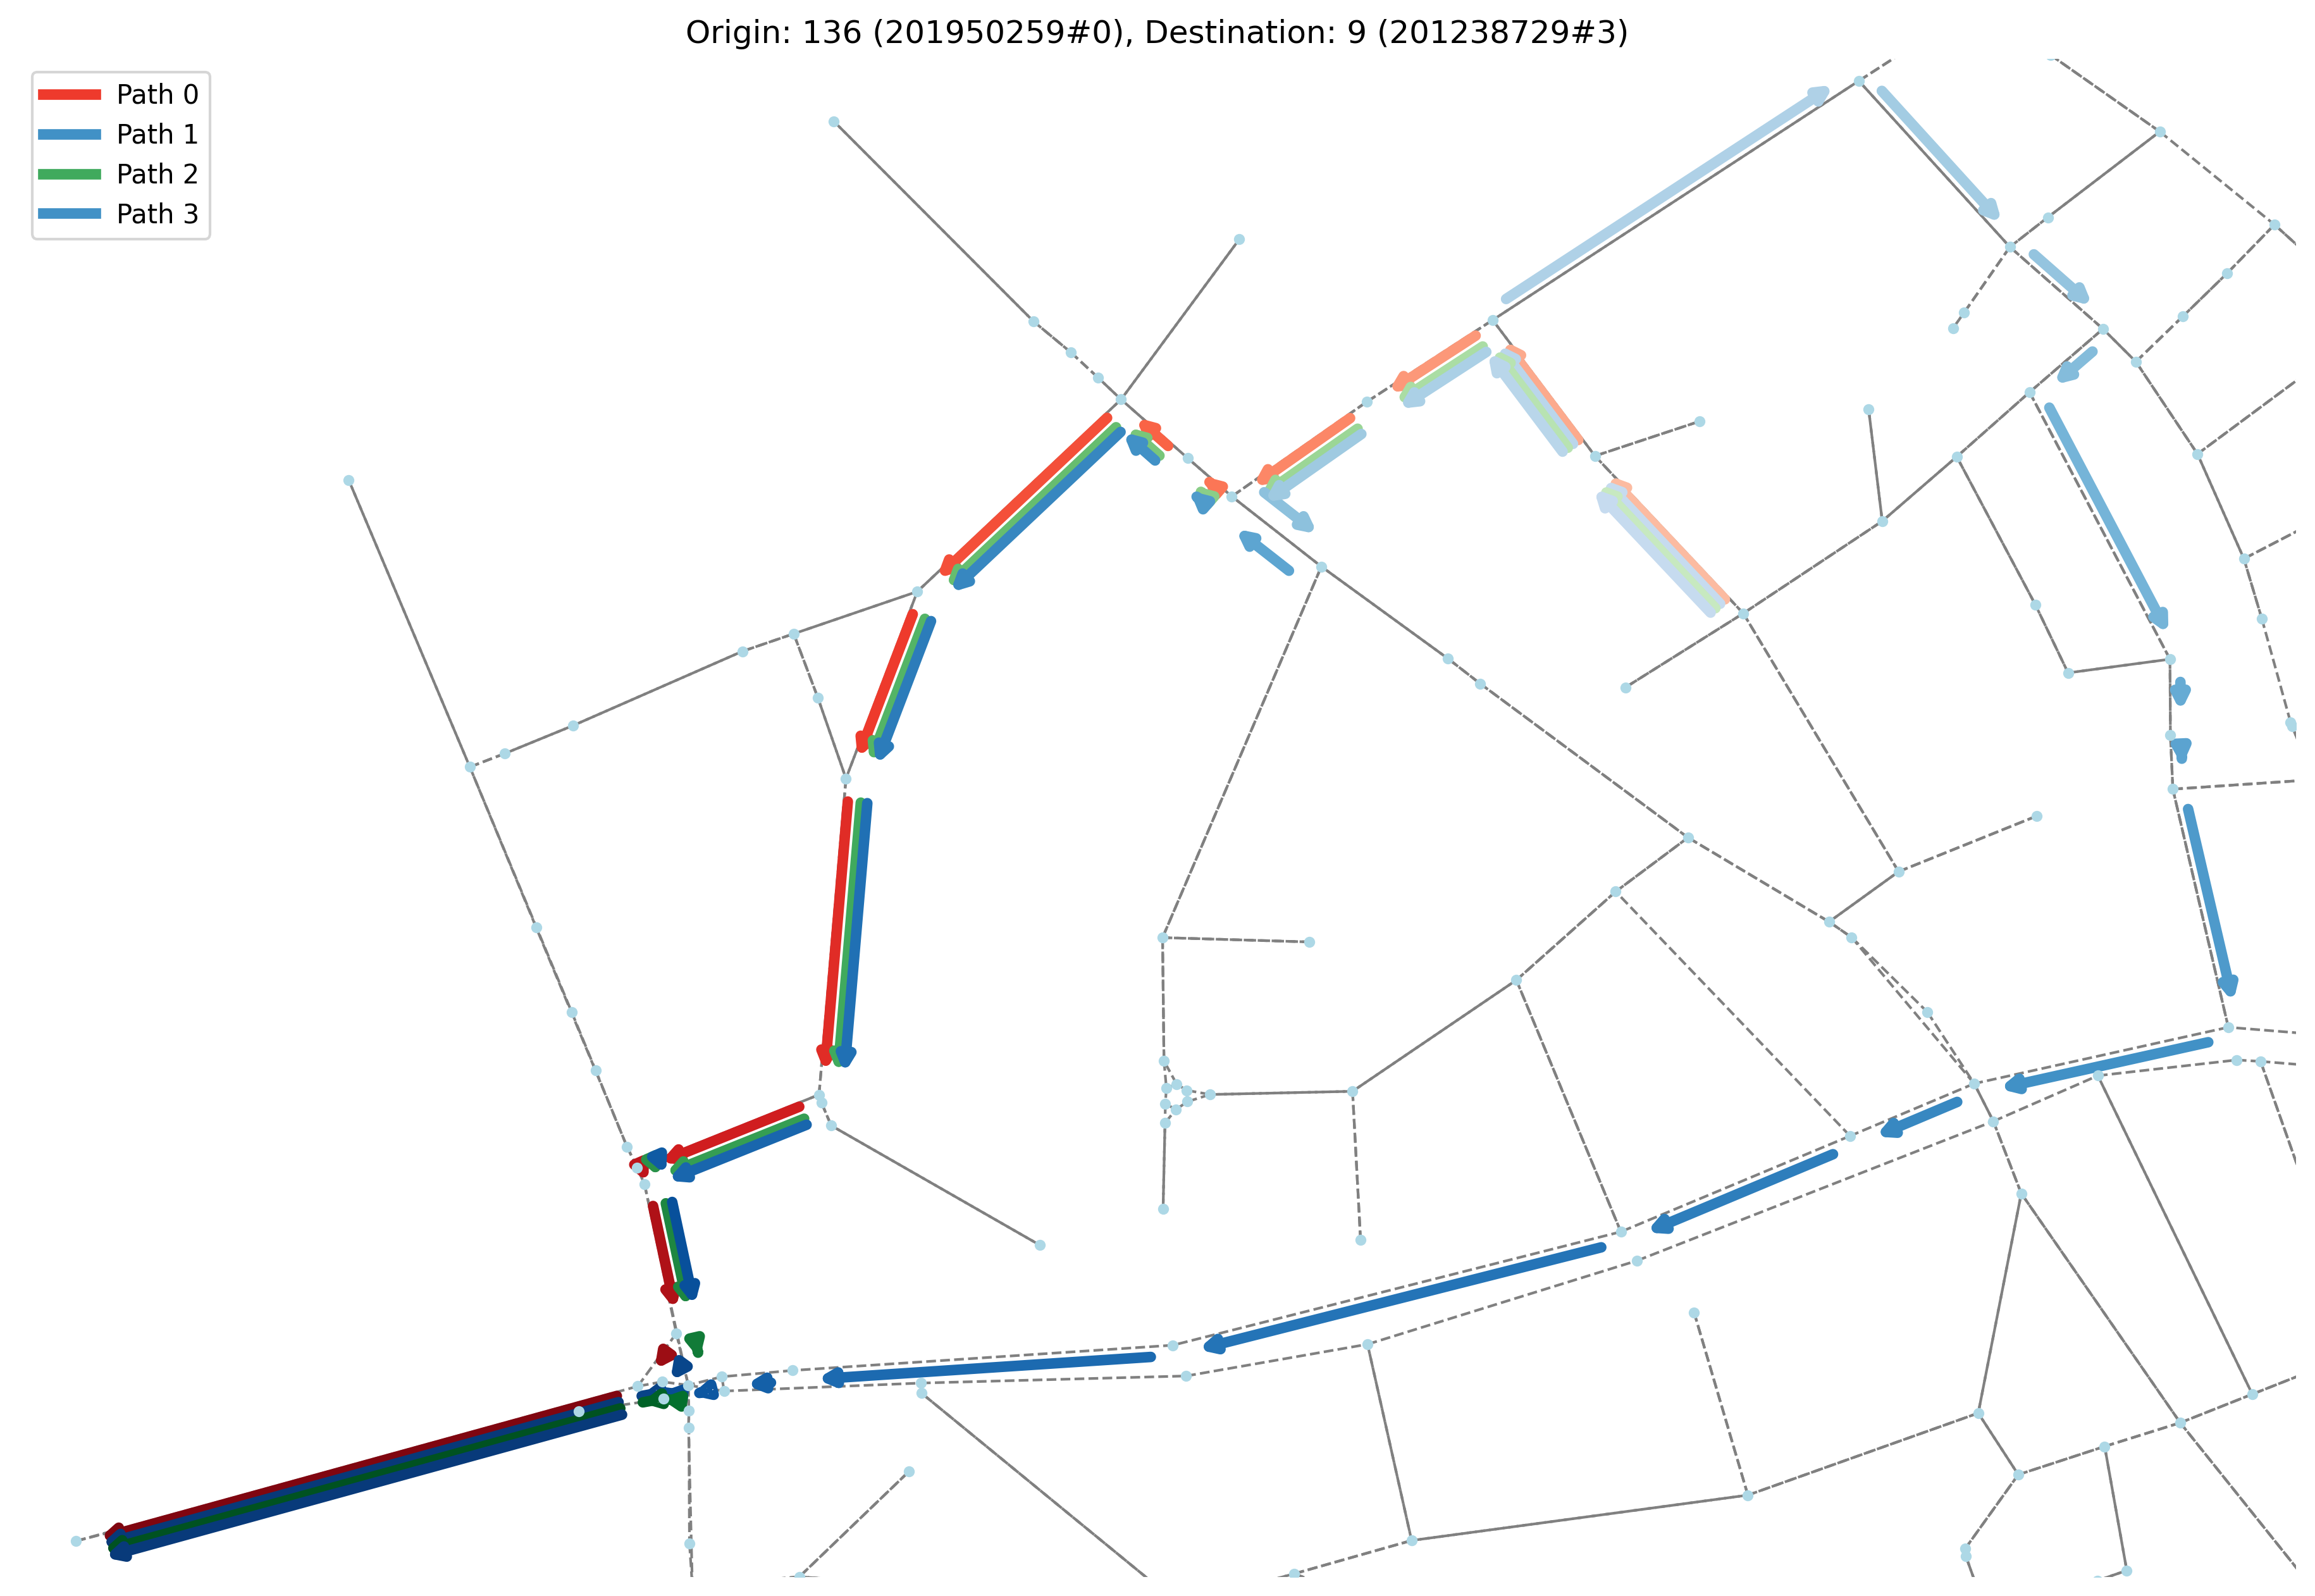 Origin: 136 (201950259#0), Destination: 9 (201238729#3)
Path 0
Path 1
Path 2
Path 3